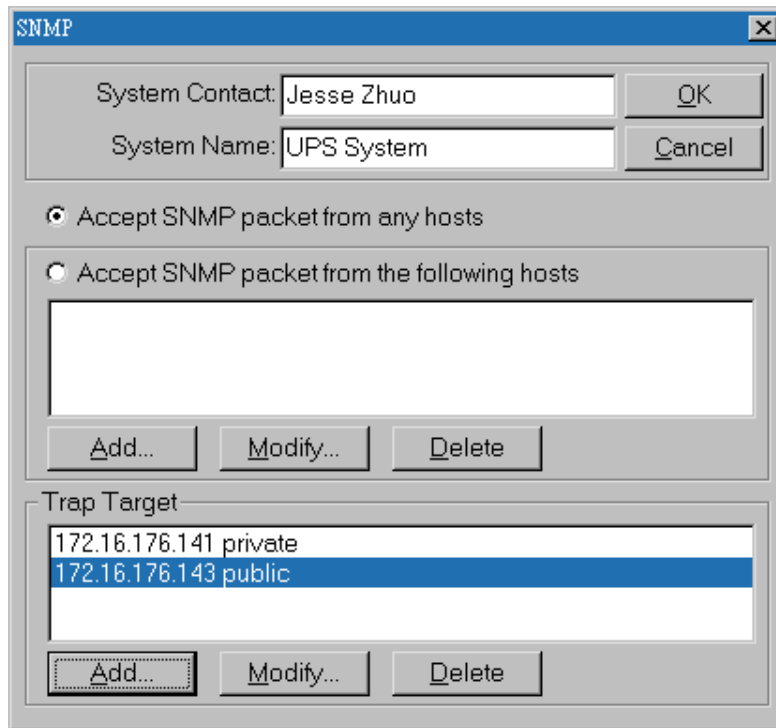 SNMP
System Contact: Jesse Zhuo
OK
System Name: UPS System
Cancel
Accept SNMP packet from any hosts
Accept SNMP packet from the following hosts
Add... Modify... Delete
Trap Target
172.16.176.141 private
172.16.176.143 public
Add... Modify... Delete